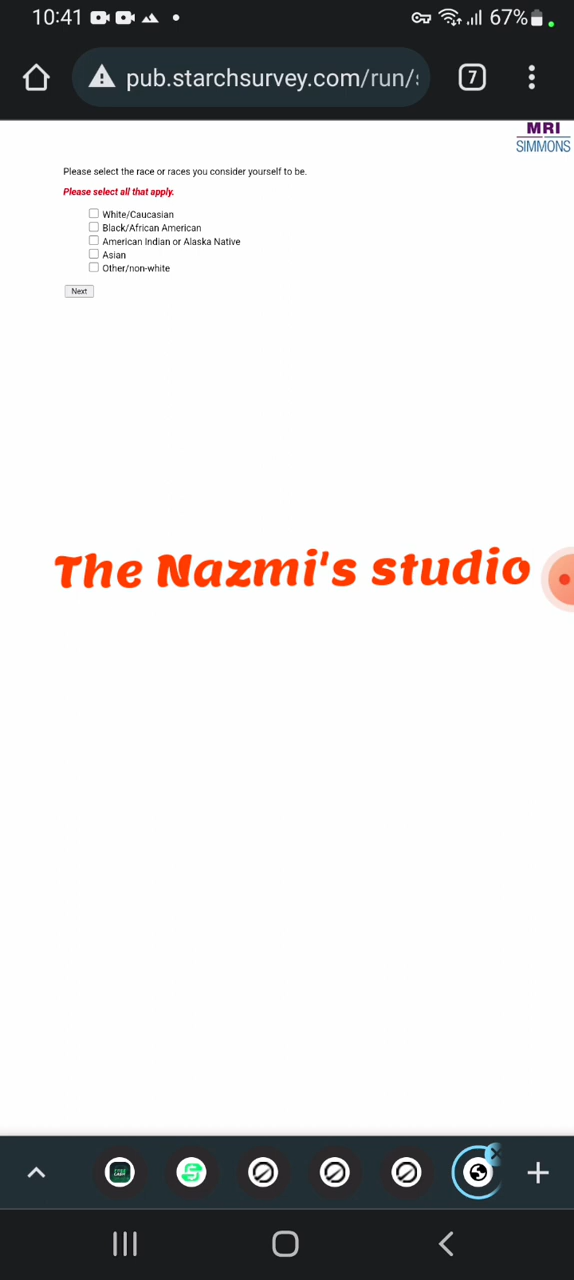 10:41
67%
pub.starchsurvey.com/run/
7
MRI
SIMMONS
Please select the race or races you consider yourself to be.
Please select all that apply.
White/Caucasian
Black/African American
American Indian or Alaska Native
Asian
Other/non-white
Next
The Nazmi's studio